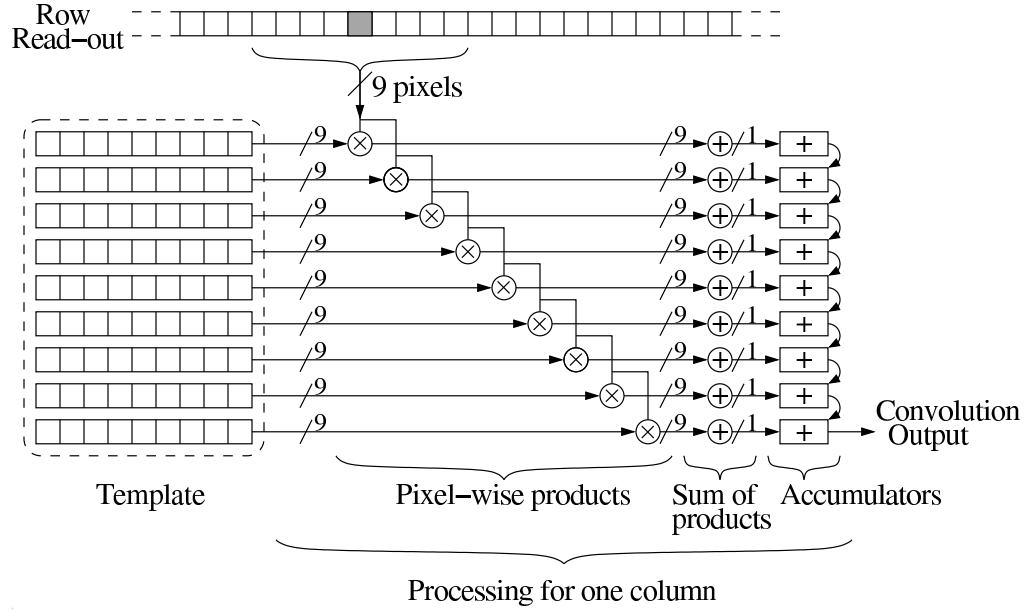 Row
Read−out
9 pixels
9 9 1 +
9 9 1 +
9 9 1 +
9 9 1 +
9 9 1 +
9 9 1 +
9 9 1 +
9 9 1 +
9 9 1 +
Convolution
Output
Template
Pixel−wise products
Sum of
products
Accumulators
Processing for one column